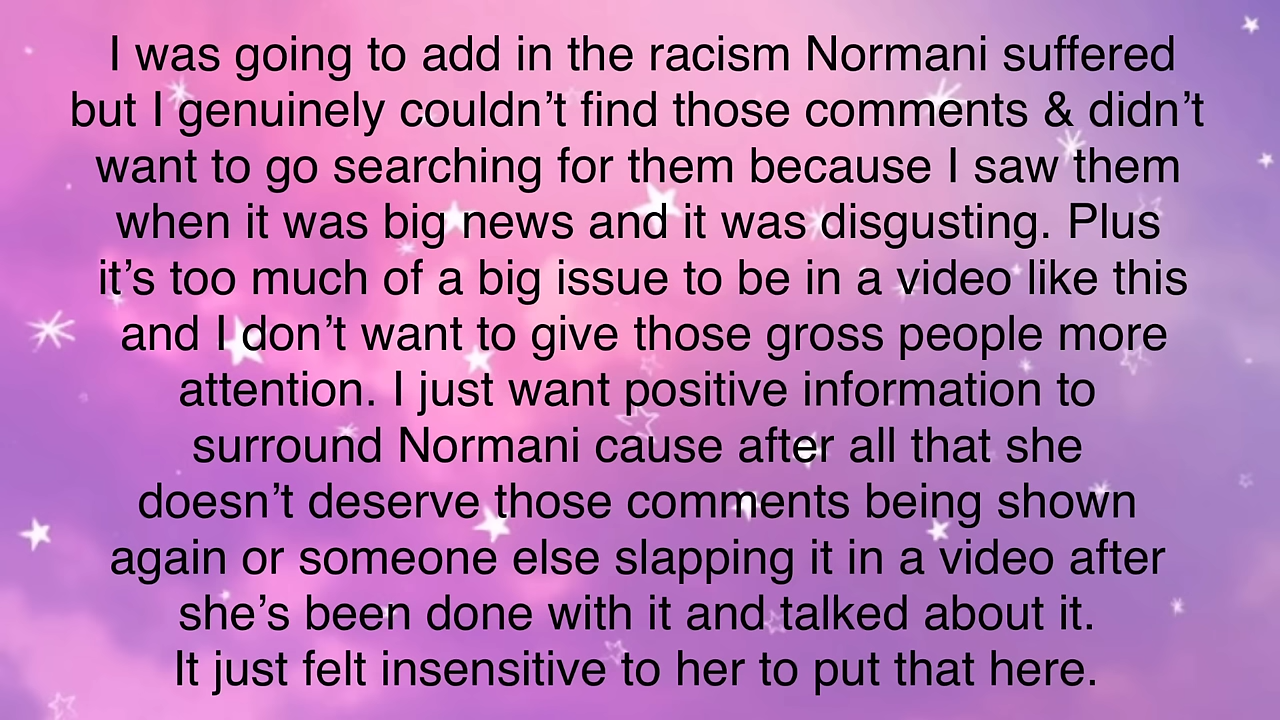 I was going to add in the racism Normani suffered
but I genuinely couldn’t find those comments & didn’t
want to go searching for them because I saw them
when it was big news and it was disgusting. Plus
it’s too much of a big issue to be in a video like this
and I don’t want to give those gross people more
attention. I just want positive information to
surround Normani cause after all that she
doesn’t deserve those comments being shown
again or someone else slapping it in a video after
she’s been done with it and talked about it.
It just felt insensitive to her to put that here.